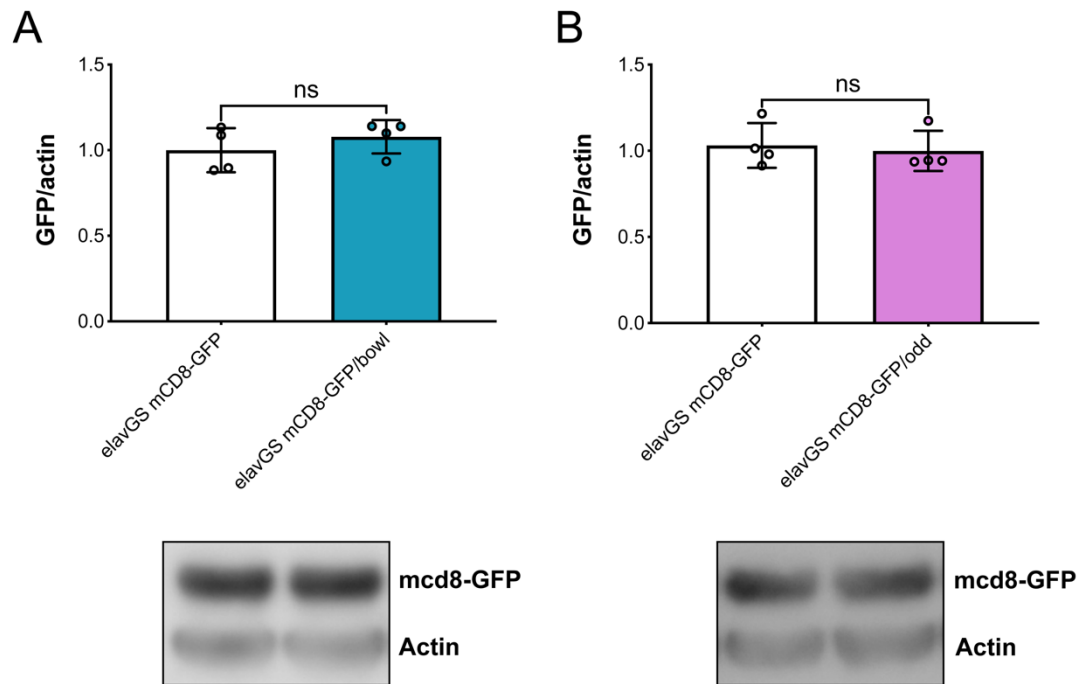 A
GFP/actin
1.5
1.0
0.5
0.0
ns
elavGS mCD8-GFP
elavGS mCD8-GFP/bowl
mcd8-GFP
Actin
B
GFP/actin
1.5
1.0
0.5
0.0
ns
elavGS mCD8-GFP
elavGS mCD8-GFP/odd
mcd8-GFP
Actin